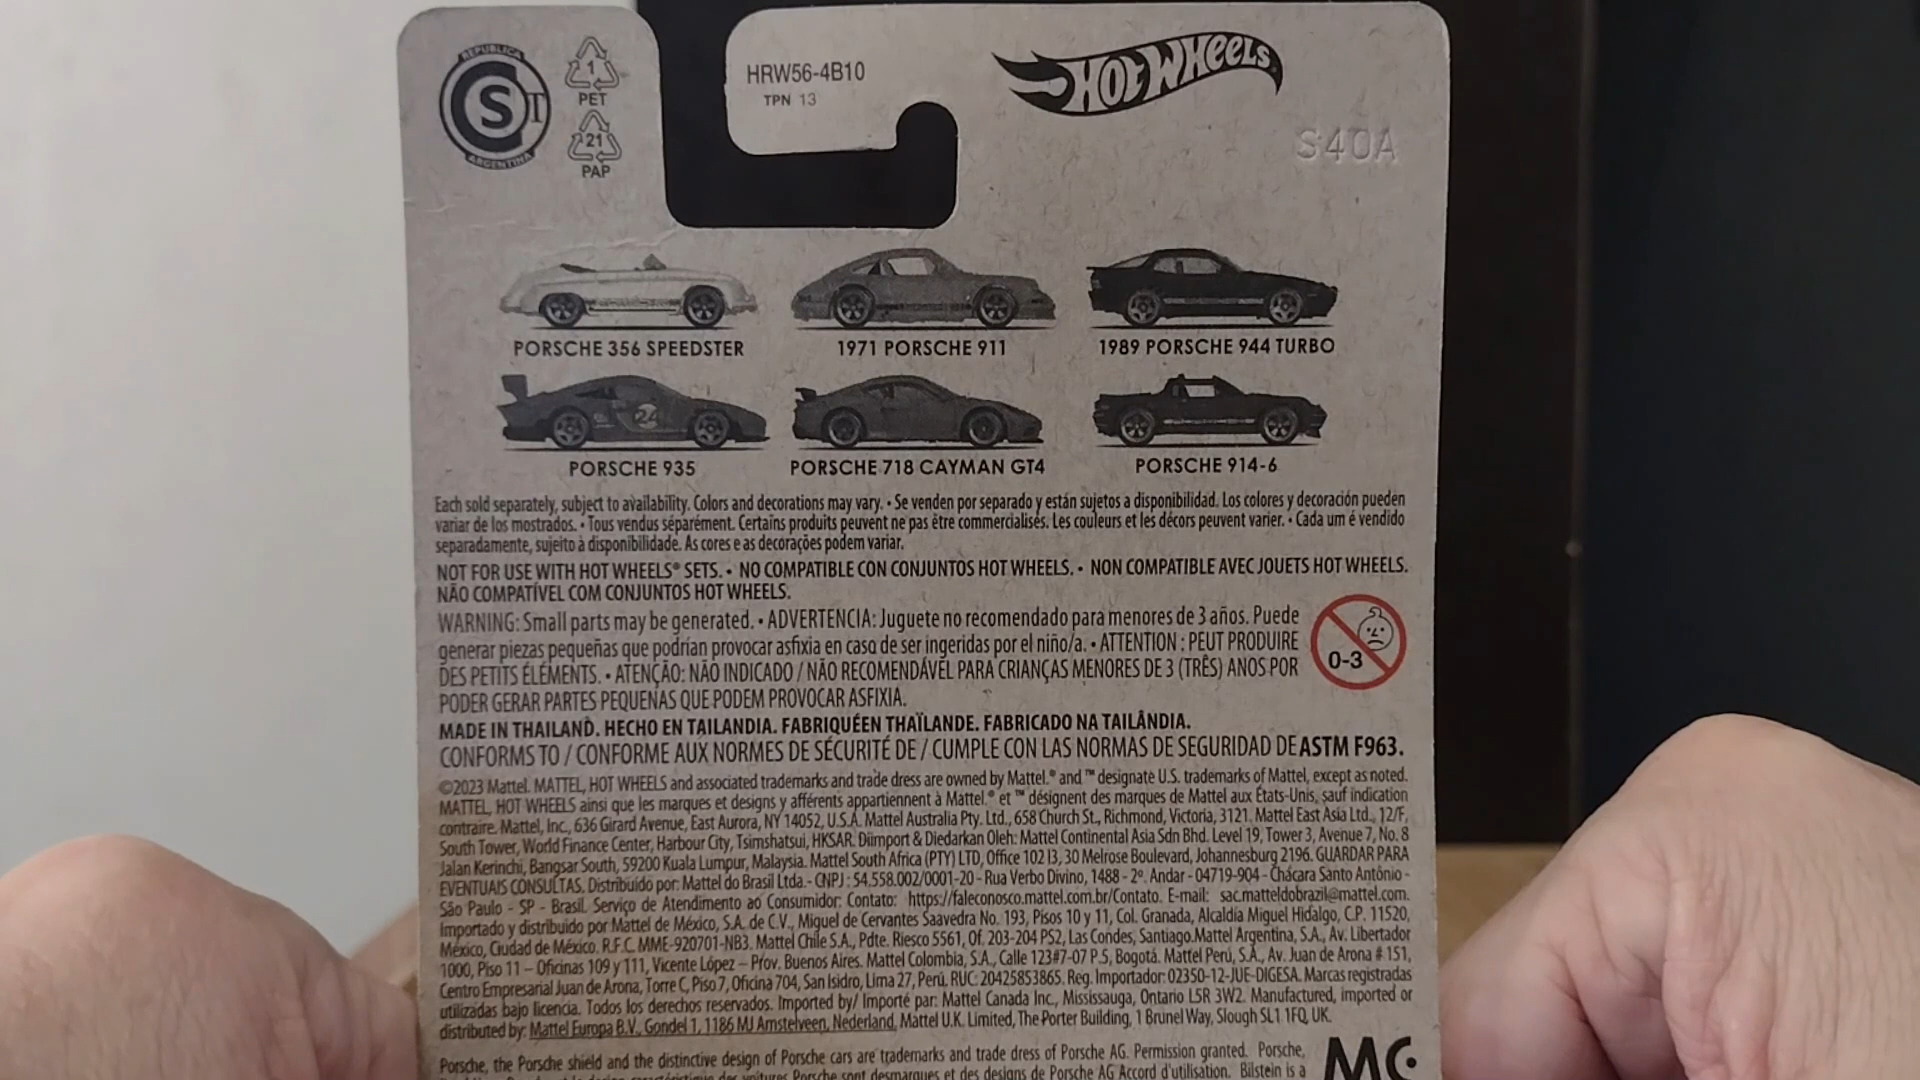 REPUBLICA
S T
ARGENTINA
1
PET
21
PAP
HRW56-4B10
TPN 13
HOT WHEELS
S40A
PORSCHE 356 SPEEDSTER
1971 PORSCHE 911
1989 PORSCHE 944 TURBO
24
PORSCHE 935
PORSCHE 718 CAYMAN GT4
PORSCHE 914-6
Each sold separately, subject to availability. Colors and decorations may vary. • Se venden por separado y están sujetos a disponibilidad. Los colores y decoración pueden
variar de los mostrados. • Tous vendus séparément. Certains produits peuvent ne pas être commercialisés. Les couleurs et les décors peuvent varier. • Cada um é vendido
separadamente, sujeito à disponibilidade. As cores e as decorações podem variar.
NOT FOR USE WITH HOT WHEELS® SETS. • NO COMPATIBLE CON CONJUNTOS HOT WHEELS. • NON COMPATIBLE AVEC JOUETS HOT WHEELS.
NÃO COMPATÍVEL COM CONJUNTOS HOT WHEELS.
WARNING: Small parts may be generated. • ADVERTENCIA: Juguete no recomendado para menores de 3 años. Puede
generar piezas pequeñas que podrían provocar asfixia en caso de ser ingeridas por el niño/a. • ATTENTION : PEUT PRODUIRE
DES PETITS ÉLÉMENTS. • ATENÇÃO: NÃO INDICADO / NÃO RECOMENDÁVEL PARA CRIANÇAS MENORES DE 3 (TRÊS) ANOS POR
PODER GERAR PARTES PEQUENAS QUE PODEM PROVOCAR ASFIXIA.
0-3
MADE IN THAILAND. HECHO EN TAILANDIA. FABRIQUÉ EN THAÏLANDE. FABRICADO NA TAILÂNDIA.
CONFORMS TO / CONFORME AUX NORMES DE SÉCURITÉ DE / CUMPLE CON LAS NORMAS DE SEGURIDAD DE ASTM F963.
©2023 Mattel. MATTEL, HOT WHEELS and associated trademarks and trade dress are owned by Mattel.® and ™ designate U.S. trademarks of Mattel, except as noted.
MATTEL, HOT WHEELS ainsi que les marques et designs y afférents appartiennent à Mattel.® et ™ désignent des marques de Mattel aux États-Unis, sauf indication
contraire. Mattel, Inc., 636 Girard Avenue, East Aurora, NY 14052, U.S.A. Mattel Australia Pty. Ltd., 658 Church St., Richmond, Victoria, 3121. Mattel East Asia Ltd., 12/F,
South Tower, World Finance Center, Harbour City, Tsimshatsui, HKSAR. Diimport & Diedarkan Oleh: Mattel Continental Asia Sdn Bhd. Level 19, Tower 3, Avenue 7, No. 8
Jalan Kerinchi, Bangsar South, 59200 Kuala Lumpur, Malaysia. Mattel South Africa (PTY) LTD, Office 102 I3, 30 Melrose Boulevard, Johannesburg 2196. GUARDAR PARA
EVENTUAIS CONSULTAS. Distribuído por: Mattel do Brasil Ltda.- CNPJ : 54.558.002/0001-20 - Rua Verbo Divino, 1488 - 2º. Andar - 04719-904 - Chácara Santo Antônio -
São Paulo - SP - Brasil. Serviço de Atendimento ao Consumidor: Contato: https://faleconosco.mattel.com.br/Contato. E-mail: sac.matteldobrazil@mattel.com.
Importado y distribuido por Mattel de México, S.A. de C.V., Miguel de Cervantes Saavedra No. 193, Pisos 10 y 11, Col. Granada, Alcaldía Miguel Hidalgo, C.P. 11520,
México, Ciudad de México. R.F.C. MME-920701-NB3. Mattel Chile S.A., Pdte. Riesco 5561, Of. 203-204 PS2, Las Condes, Santiago.Mattel Argentina, S.A., Av. Libertador
1000, Piso 11 – Oficinas 109 y 111, Vicente López – Prov. Buenos Aires. Mattel Colombia, S.A., Calle 123#7-07 P.5, Bogotá. Mattel Perú, S.A., Av. Juan de Arona # 151,
Centro Empresarial Juan de Arona, Torre C, Piso 7, Oficina 704, San Isidro, Lima 27, Perú. RUC: 20425853865. Reg. Importador: 02350-12-JUE-DIGESA. Marcas registradas
utilizadas bajo licencia. Todos los derechos reservados. Imported by/ Importé par: Mattel Canada Inc., Mississauga, Ontario L5R 3W2. Manufactured, imported or
distributed by: Mattel Europa B.V., Gondel 1, 1186 MJ Amstelveen, Nederland. Mattel U.K. Limited, The Porter Building, 1 Brunel Way, Slough SL1 1FQ, UK.
Porsche, the Porsche shield and the distinctive design of Porsche cars are trademarks and trade dress of Porsche AG. Permission granted. Porsche,
voitures Porsche sont des marques et des designs de Porsche AG Accord d'utilisation. Bilstein is a
MC